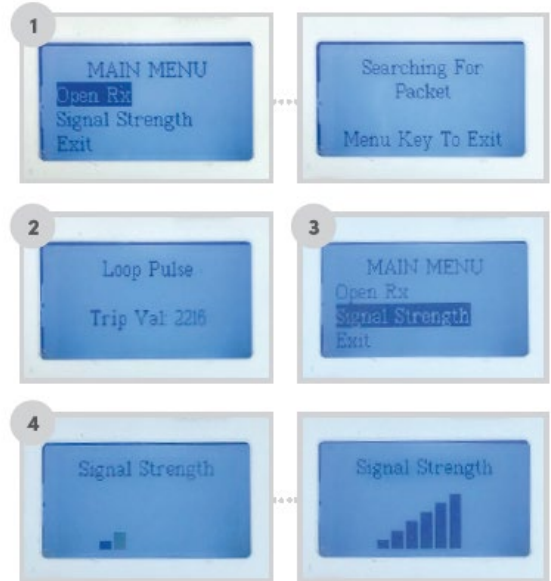 1
MAIN MENU
Open Rx
Signal Strength
Exit
Searching For
Packet
Menu Key To Exit
2
Loop Pulse
Trip Val: 2216
3
MAIN MENU
Open Rx
Signal Strength
Exit
4
Signal Strength
Signal Strength